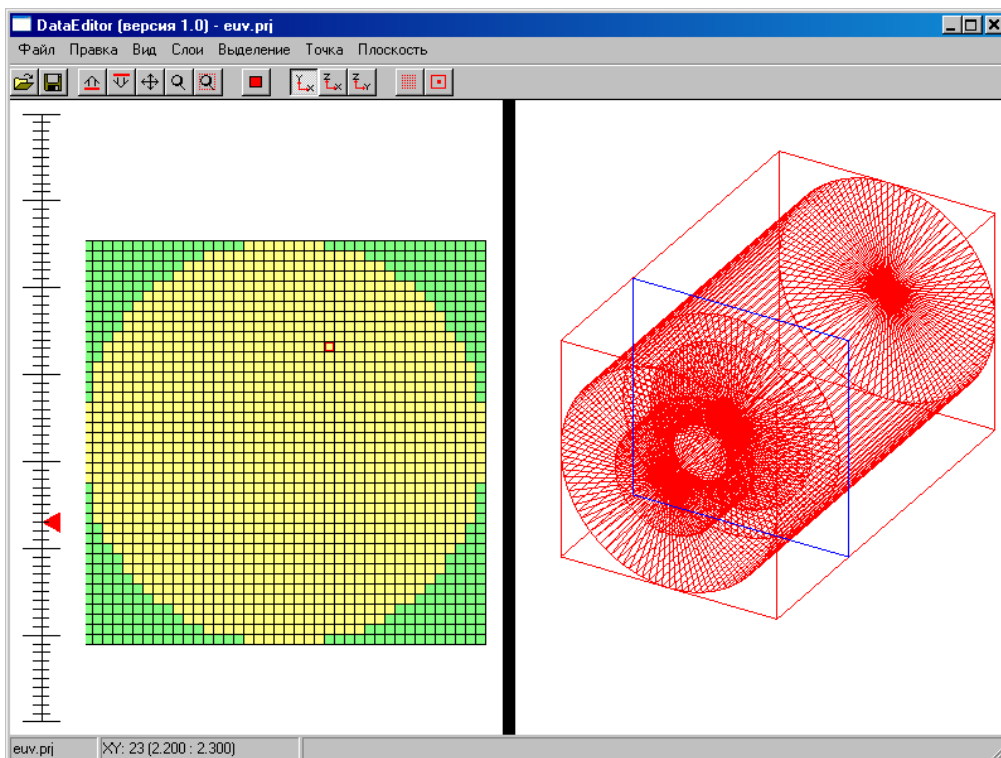 DataEditor (версия 1.0) - euv.prj
Файл Правка Вид Слои Выделение Точка Плоскость
Y X Z X Z Y
euv.prj XY: 23 (2.200 : 2.300)